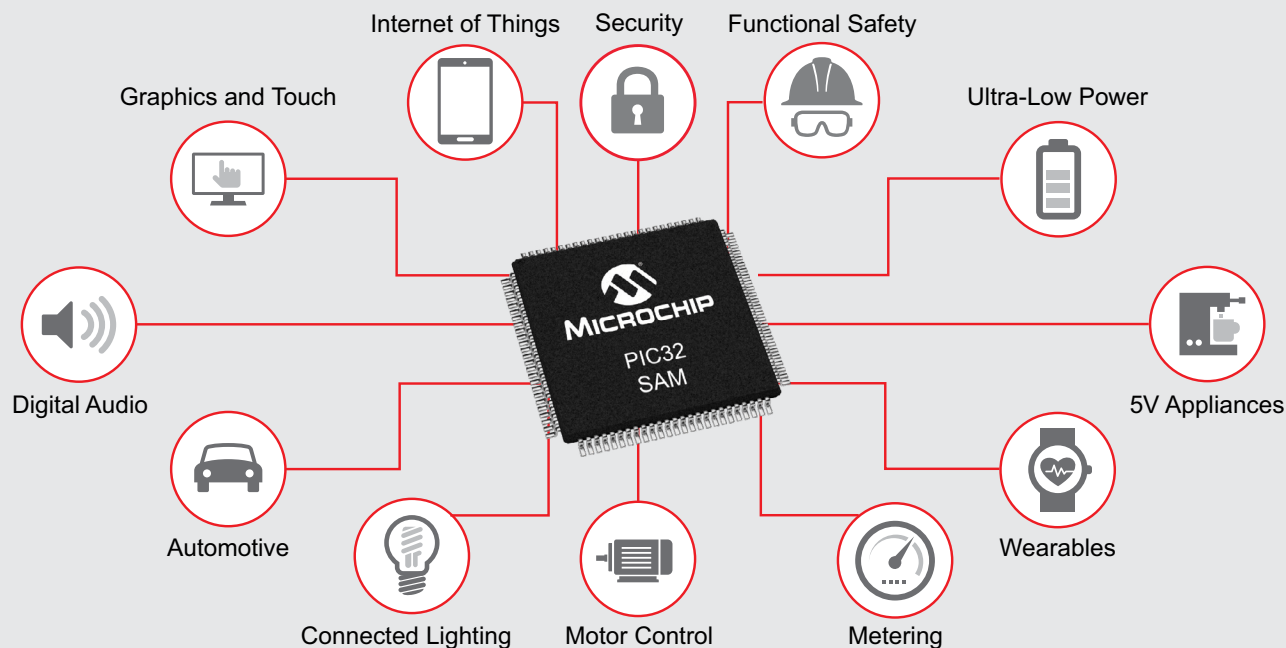 Internet of Things
Security
Functional Safety
Graphics and Touch
Ultra-Low Power
MICROCHIP
PIC32
SAM
Digital Audio
5V Appliances
Automotive
Wearables
Connected Lighting
Motor Control
Metering